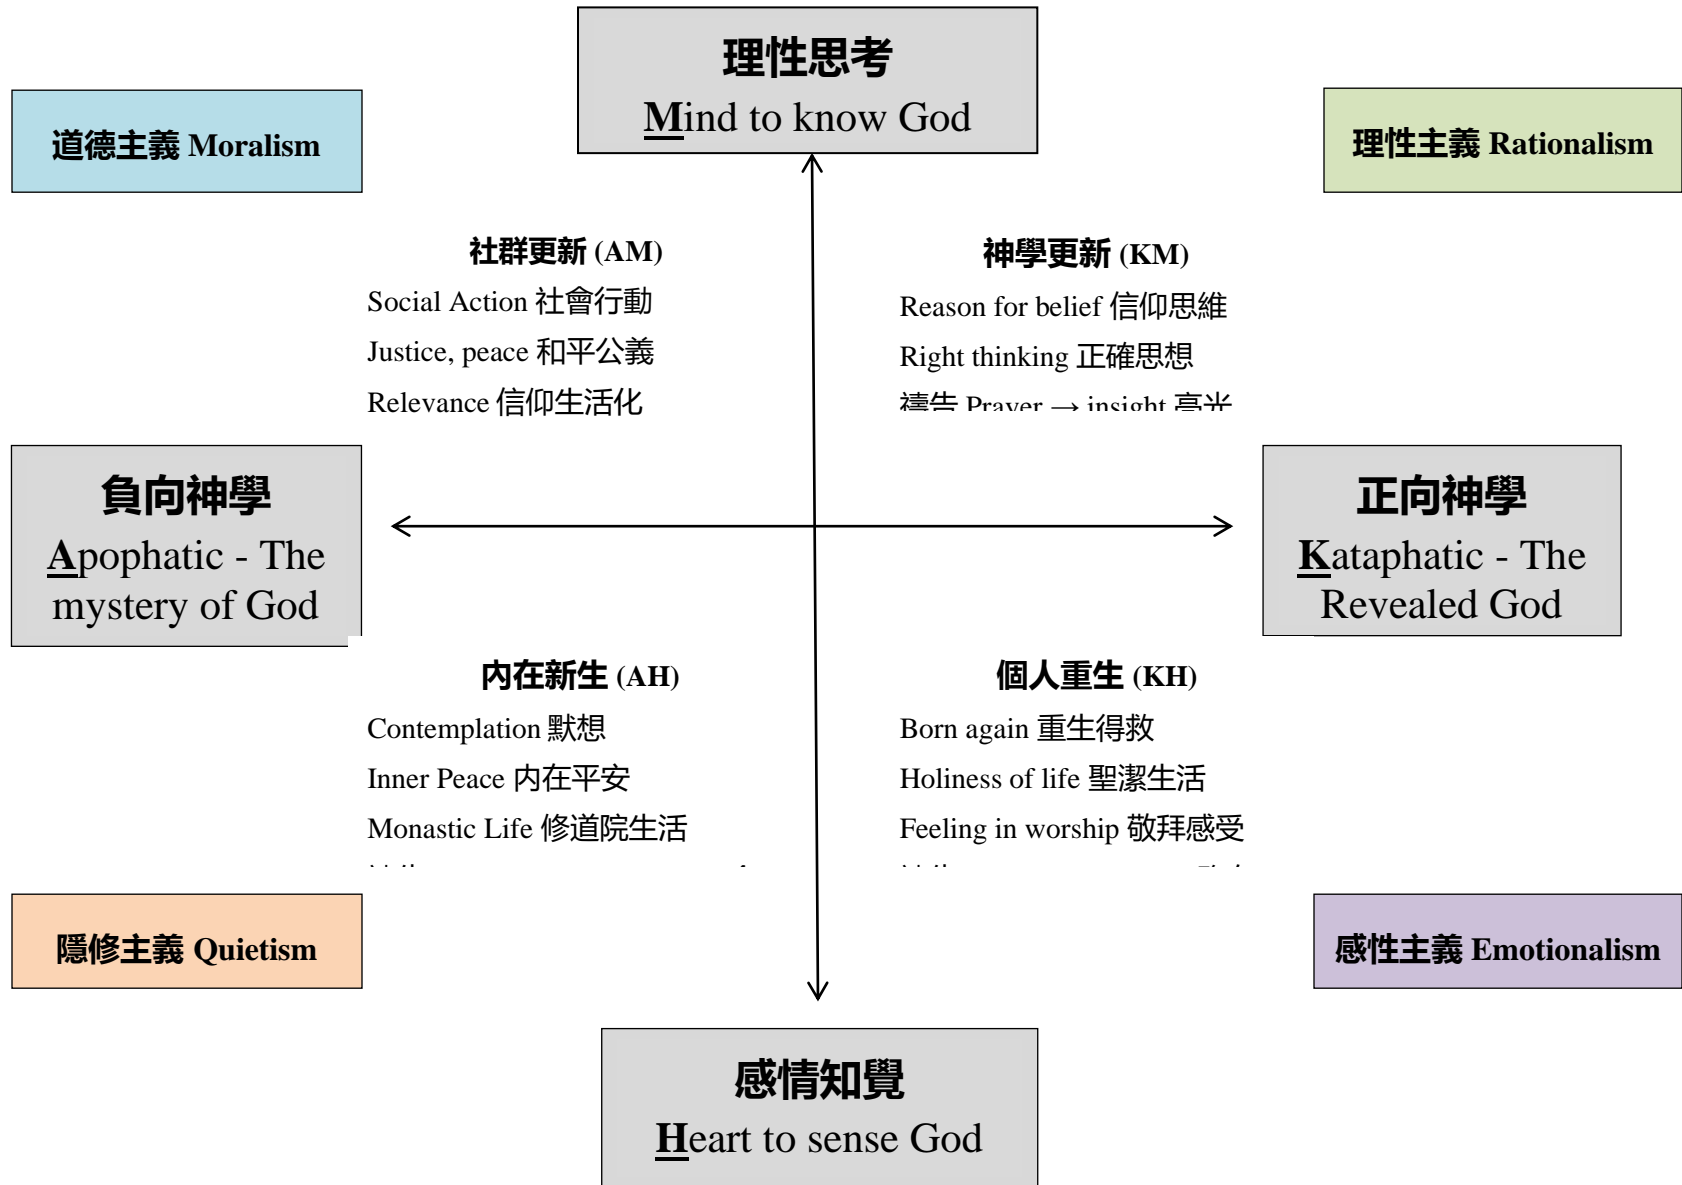 理性思考
Mind to know God
道德主義 Moralism
理性主義 Rationalism
社群更新 (AM)
Social Action 社會行動
Justice, peace 和平公義
Relevance 信仰生活化
神學更新 (KM)
Reason for belief 信仰思維
Right thinking 正確思想
禱告 Prayer → insight 亮光
負向神學
Apophatic - The
mystery of God
正向神學
Kataphatic - The
Revealed God
內在新生 (AH)
Contemplation 默想
Inner Peace 內在平安
Monastic Life 修道院生活
個人重生 (KH)
Born again 重生得救
Holiness of life 聖潔生活
Feeling in worship 敬拜感受
隱修主義 Quietism
感性主義 Emotionalism
感情知覺
Heart to sense God